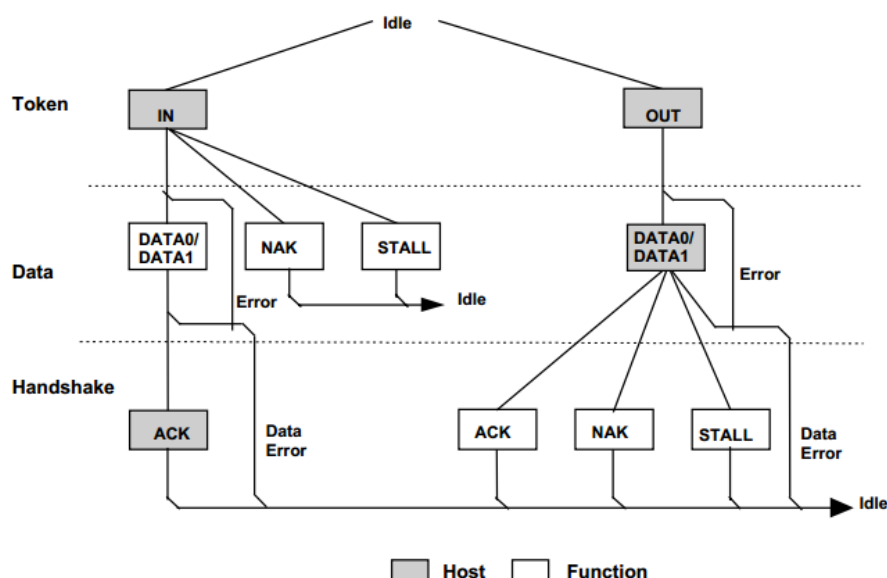 Idle
Token
IN
OUT
DATA0/
DATA1
NAK
STALL
DATA0/
DATA1
Data
Error
Idle
Error
Handshake
ACK
Data
Error
ACK
NAK
STALL
Data
Error
Idle
Host
Function